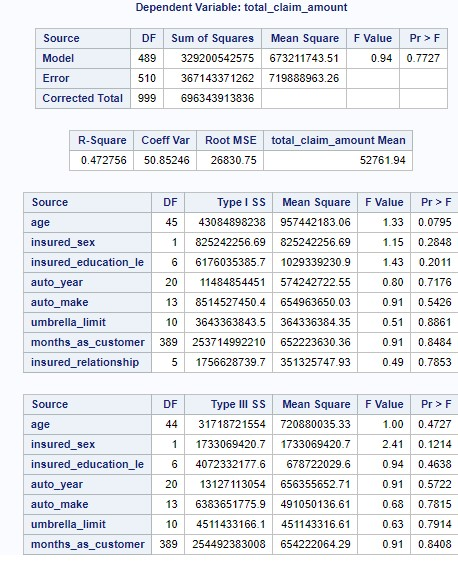 Dependent Variable: total_claim_amount
Source DF Sum of Squares Mean Square F Value Pr > F
Model 489 329200542575 673211743.51 0.94 0.7727
Error 510 367143371262 719888963.26
Corrected Total 999 696343913836
R-Square Coeff Var Root MSE total_claim_amount Mean
0.472756 50.85246 26830.75 52761.94
Source DF Type I SS Mean Square F Value Pr > F
age 45 43084898238 957442183.06 1.33 0.0795
insured_sex 1 825242256.69 825242256.69 1.15 0.2848
insured_education_le 6 6176035385.7 1029339230.9 1.43 0.2011
auto_year 20 11484854451 574242722.55 0.80 0.7176
auto_make 13 8514527450.4 654963650.03 0.91 0.5426
umbrella_limit 10 3643363843.5 364336384.35 0.51 0.8861
months_as_customer 389 253714992210 652223630.36 0.91 0.8484
insured_relationship 5 1756628739.7 351325747.93 0.49 0.7853
Source DF Type III SS Mean Square F Value Pr > F
age 44 31718721554 720880035.33 1.00 0.4727
insured_sex 1 1733069420.7 1733069420.7 2.41 0.1214
insured_education_le 6 4072332177.6 678722029.6 0.94 0.4638
auto_year 20 13127113054 656355652.71 0.91 0.5722
auto_make 13 6383651775.9 491050136.61 0.68 0.7815
umbrella_limit 10 4511433166.1 451143316.61 0.63 0.7914
months_as_customer 389 254492383008 654222064.29 0.91 0.8408